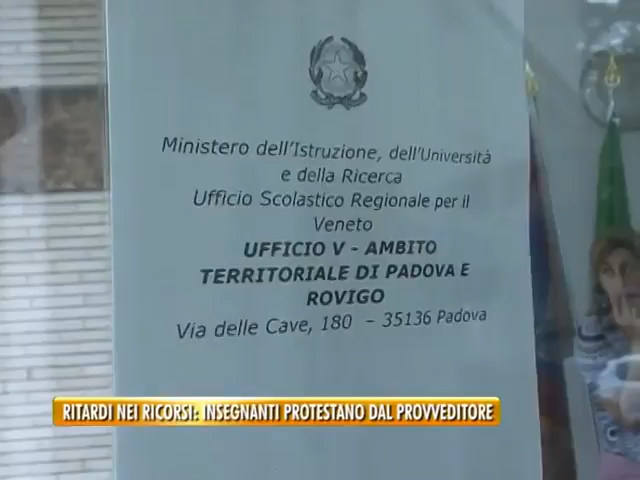 Ministero dell'Istruzione, dell'Università
e della Ricerca
Ufficio Scolastico Regionale per il
Veneto
UFFICIO V - AMBITO
TERRITORIALE DI PADOVA E
ROVIGO
Via delle Cave, 180 – 35136 Padova
RITARDI NEI RICORSI: INSEGNANTI PROTESTANO DAL PROVVEDITORE